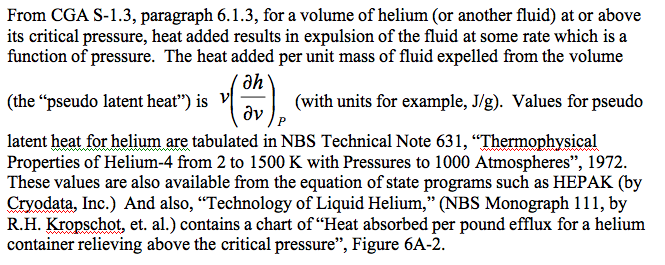 From CGA S-1.3, paragraph 6.1.3, for a volume of helium (or another fluid) at or above
its critical pressure, heat added results in expulsion of the fluid at some rate which is a
function of pressure.  The heat added per unit mass of fluid expelled from the volume
(the “pseudo latent heat”) is v(∂h/∂v)_P (with units for example, J/g).  Values for pseudo
latent heat for helium are tabulated in NBS Technical Note 631, “Thermophysical
Properties of Helium-4 from 2 to 1500 K with Pressures to 1000 Atmospheres”, 1972.
These values are also available from the equation of state programs such as HEPAK (by
Cryodata, Inc.)  And also, “Technology of Liquid Helium,” (NBS Monograph 111, by
R.H. Kropschot, et. al.) contains a chart of “Heat absorbed per pound efflux for a helium
container relieving above the critical pressure”, Figure 6A-2.